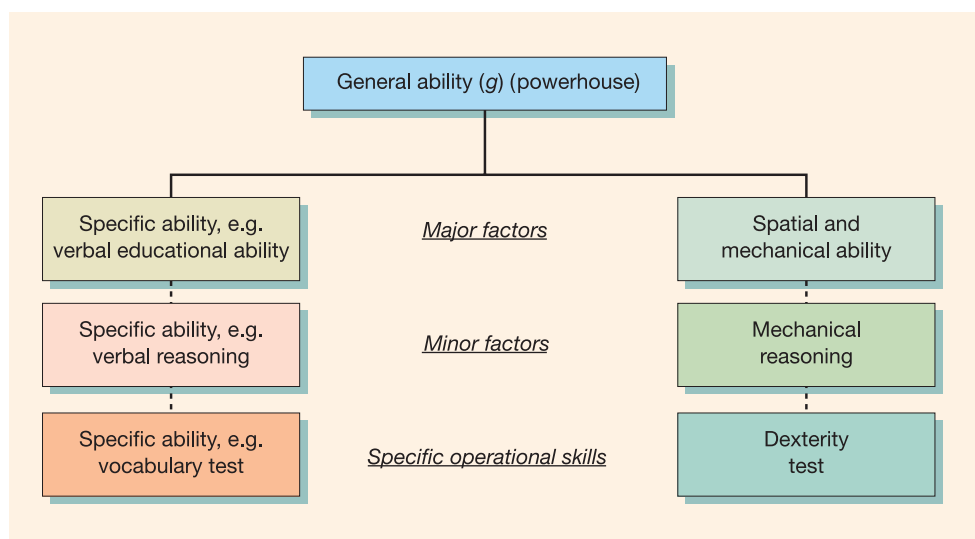 General ability (g) (powerhouse)
Specific ability, e.g.
verbal educational ability
Major factors
Spatial and
mechanical ability
Specific ability, e.g.
verbal reasoning
Minor factors
Mechanical
reasoning
Specific ability, e.g.
vocabulary test
Specific operational skills
Dexterity
test